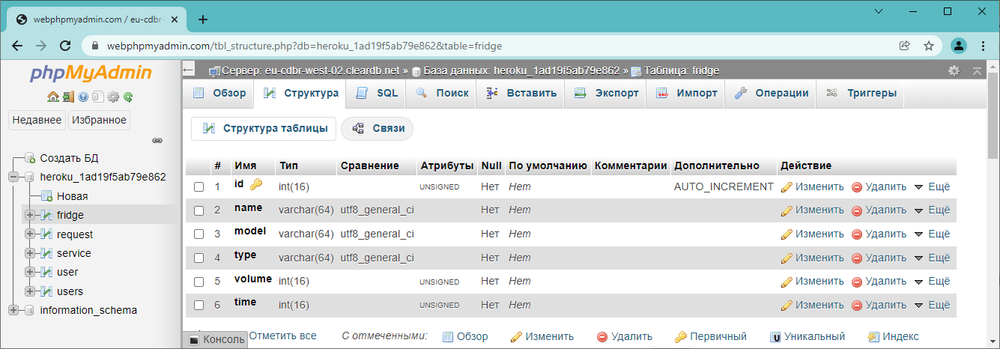 webphpmyadmin.com / eu-cdbr-
webphpmyadmin.com/tbl_structure.php?db=heroku_1ad19f5ab79e862&table=fridge
phpMyAdmin
Недавнее Избранное
Создать БД
heroku_1ad19f5ab79e862
Новая
fridge
request
service
user
users
information_schema
Сервер: eu-cdbr-west-02.cleardb.net » База данных: heroku_1ad19f5ab79e862 » Таблица: fridge
Обзор Структура SQL Поиск Вставить Экспорт Импорт Операции Триггеры
Структура таблицы Связи
# Имя Тип Сравнение Атрибуты Null По умолчанию Комментарии Дополнительно Действие
1 id int(16) UNSIGNED Нет Нет AUTO_INCREMENT Изменить Удалить Ещё
2 name varchar(64) utf8_general_ci Нет Нет Изменить Удалить Ещё
3 model varchar(64) utf8_general_ci Нет Нет Изменить Удалить Ещё
4 type varchar(64) utf8_general_ci Нет Нет Изменить Удалить Ещё
5 volume int(16) UNSIGNED Нет Нет Изменить Удалить Ещё
6 time int(16) UNSIGNED Нет Нет Изменить Удалить Ещё
Отметить все С отмеченными: Обзор Изменить Удалить Первичный Уникальный Индекс
Консоль